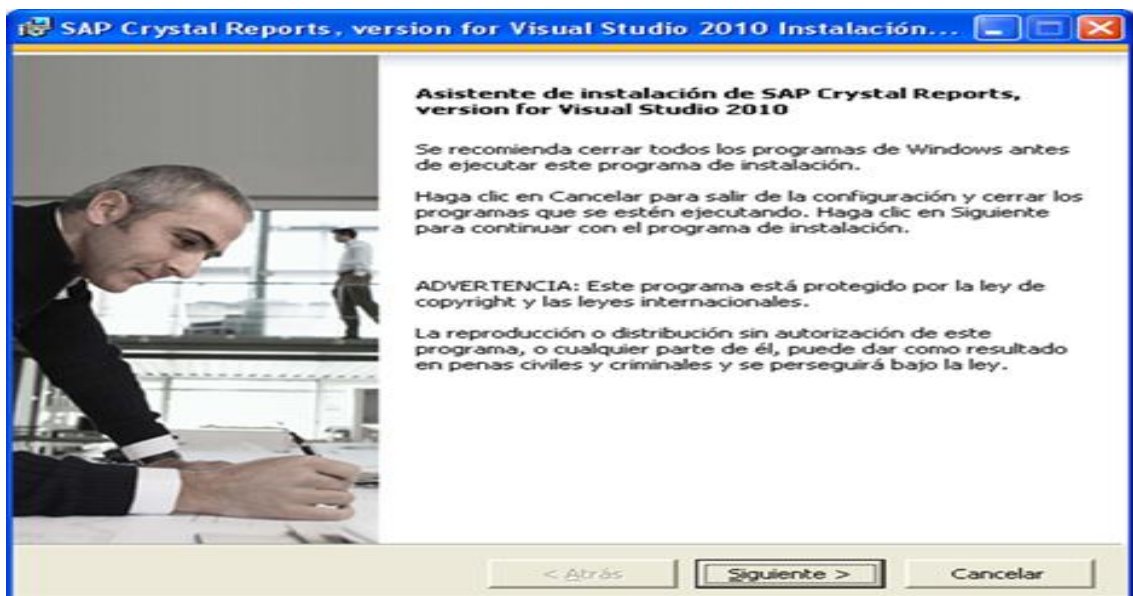 SAP Crystal Reports, version for Visual Studio 2010 Instalación...
Asistente de instalación de SAP Crystal Reports,
version for Visual Studio 2010
Se recomienda cerrar todos los programas de Windows antes
de ejecutar este programa de instalación.
Haga clic en Cancelar para salir de la configuración y cerrar los
programas que se estén ejecutando. Haga clic en Siguiente
para continuar con el programa de instalación.
ADVERTENCIA: Este programa está protegido por la ley de
copyright y las leyes internacionales.
La reproducción o distribución sin autorización de este
programa, o cualquier parte de él, puede dar como resultado
en penas civiles y criminales y se perseguirá bajo la ley.
< Atrás
Siguiente >
Cancelar